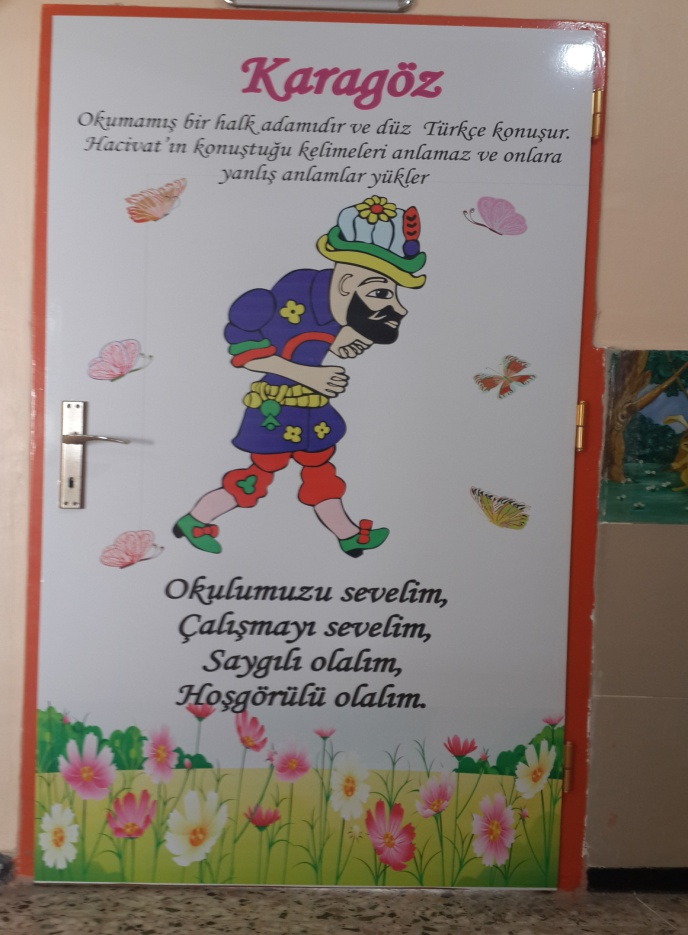 Karagöz
Okumamış bir halk adamıdır ve düz Türkçe konuşur.
Hacivat'ın konuştuğu kelimeleri anlamaz ve onlara
yanlış anlamlar yükler
Okulumuzu sevelim,
Çalışmayı sevelim,
Saygılı olalım,
Hoşgörülü olalım.